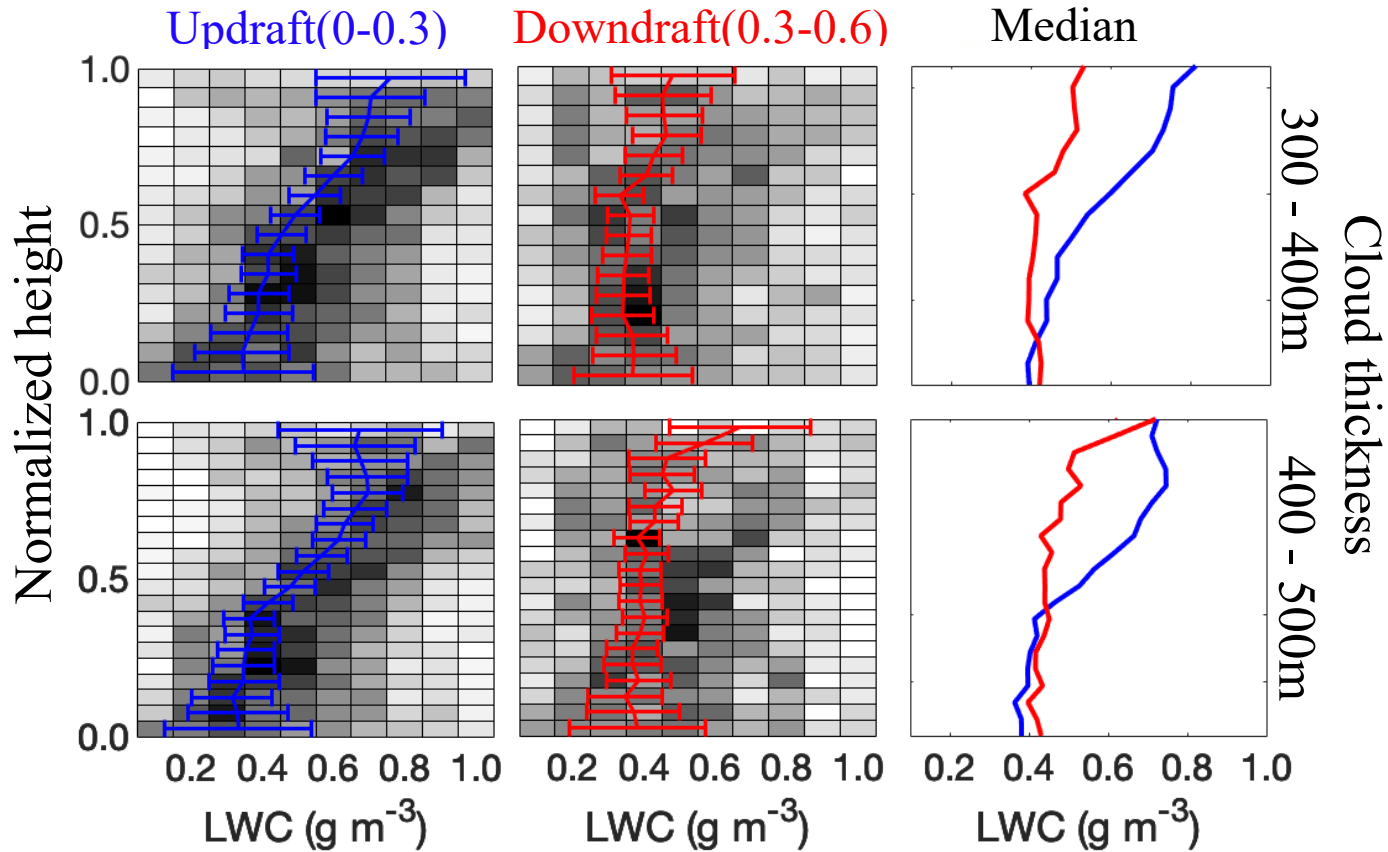 Updraft(0-0.3) Downdraft(0.3-0.6) Median
Normalized height
1.0
0.5
0.0
1.0
0.5
0.0
300 - 400m
400 - 500m
Cloud thickness
0.2 0.4 0.6 0.8 1.0
0.2 0.4 0.6 0.8 1.0
0.2 0.4 0.6 0.8 1.0
LWC (g m⁻³)
LWC (g m⁻³)
LWC (g m⁻³)